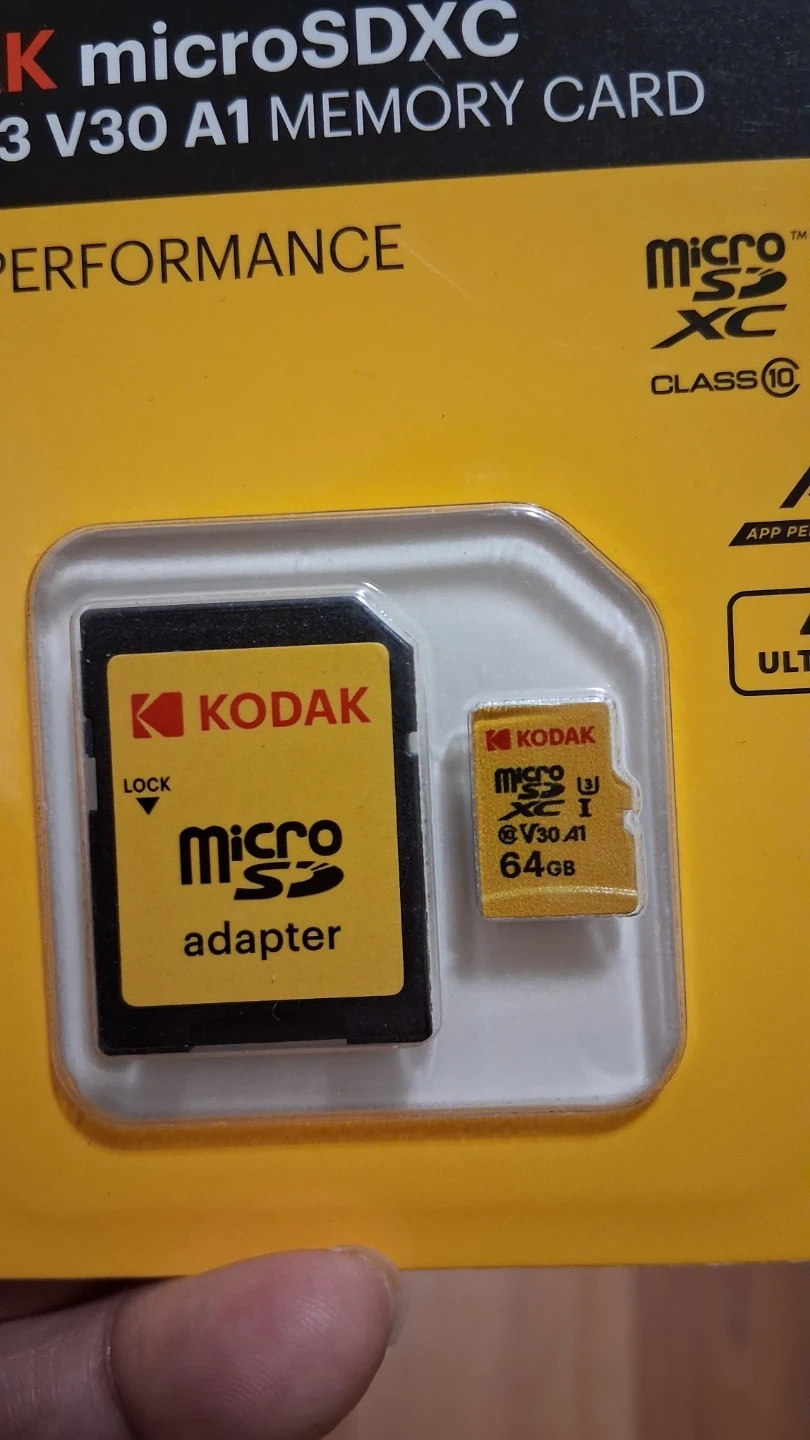 K microSDXC
3 V30 A1 MEMORY CARD
PERFORMANCE
micro SD XC ™
CLASS 10
APP PE
ULT
KODAK
LOCK
micro
SD
adapter
KODAK
micro SD XC
U3 I
10 V30 A1
64GB